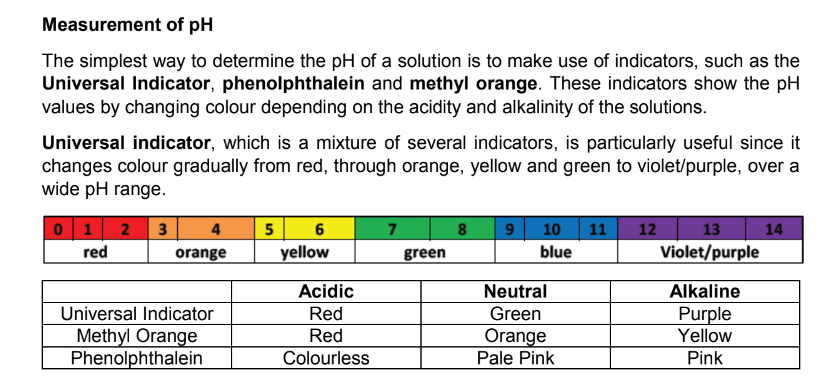 Measurement of pH
The simplest way to determine the pH of a solution is to make use of indicators, such as the
Universal Indicator, phenolphthalein and methyl orange. These indicators show the pH
values by changing colour depending on the acidity and alkalinity of the solutions.
Universal indicator, which is a mixture of several indicators, is particularly useful since it
changes colour gradually from red, through orange, yellow and green to violet/purple, over a
wide pH range.
0 1 2 3 4 5 6 7 8 9 10 11 12 13 14
red orange yellow green blue Violet/purple
Acidic Neutral Alkaline
Universal Indicator Red Green Purple
Methyl Orange Red Orange Yellow
Phenolphthalein Colourless Pale Pink Pink